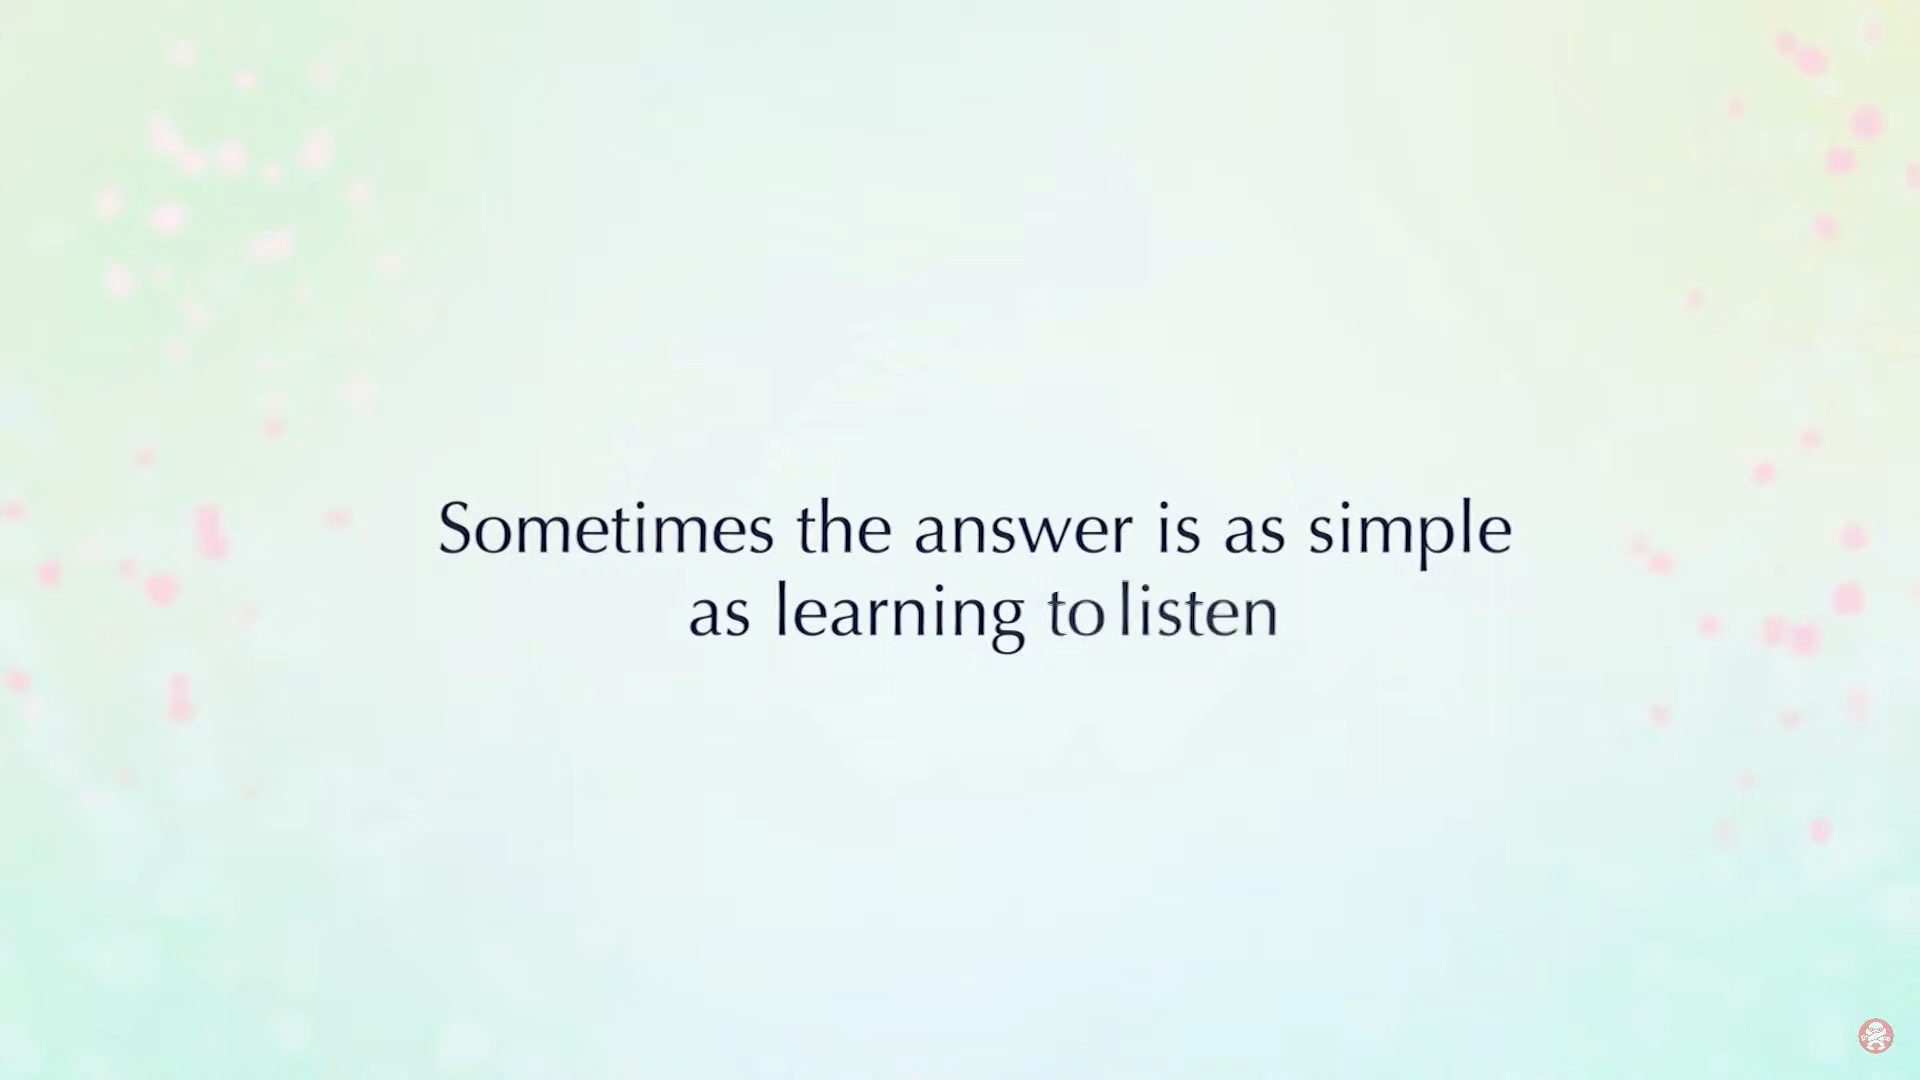 Sometimes the answer is as simple
as learning to listen